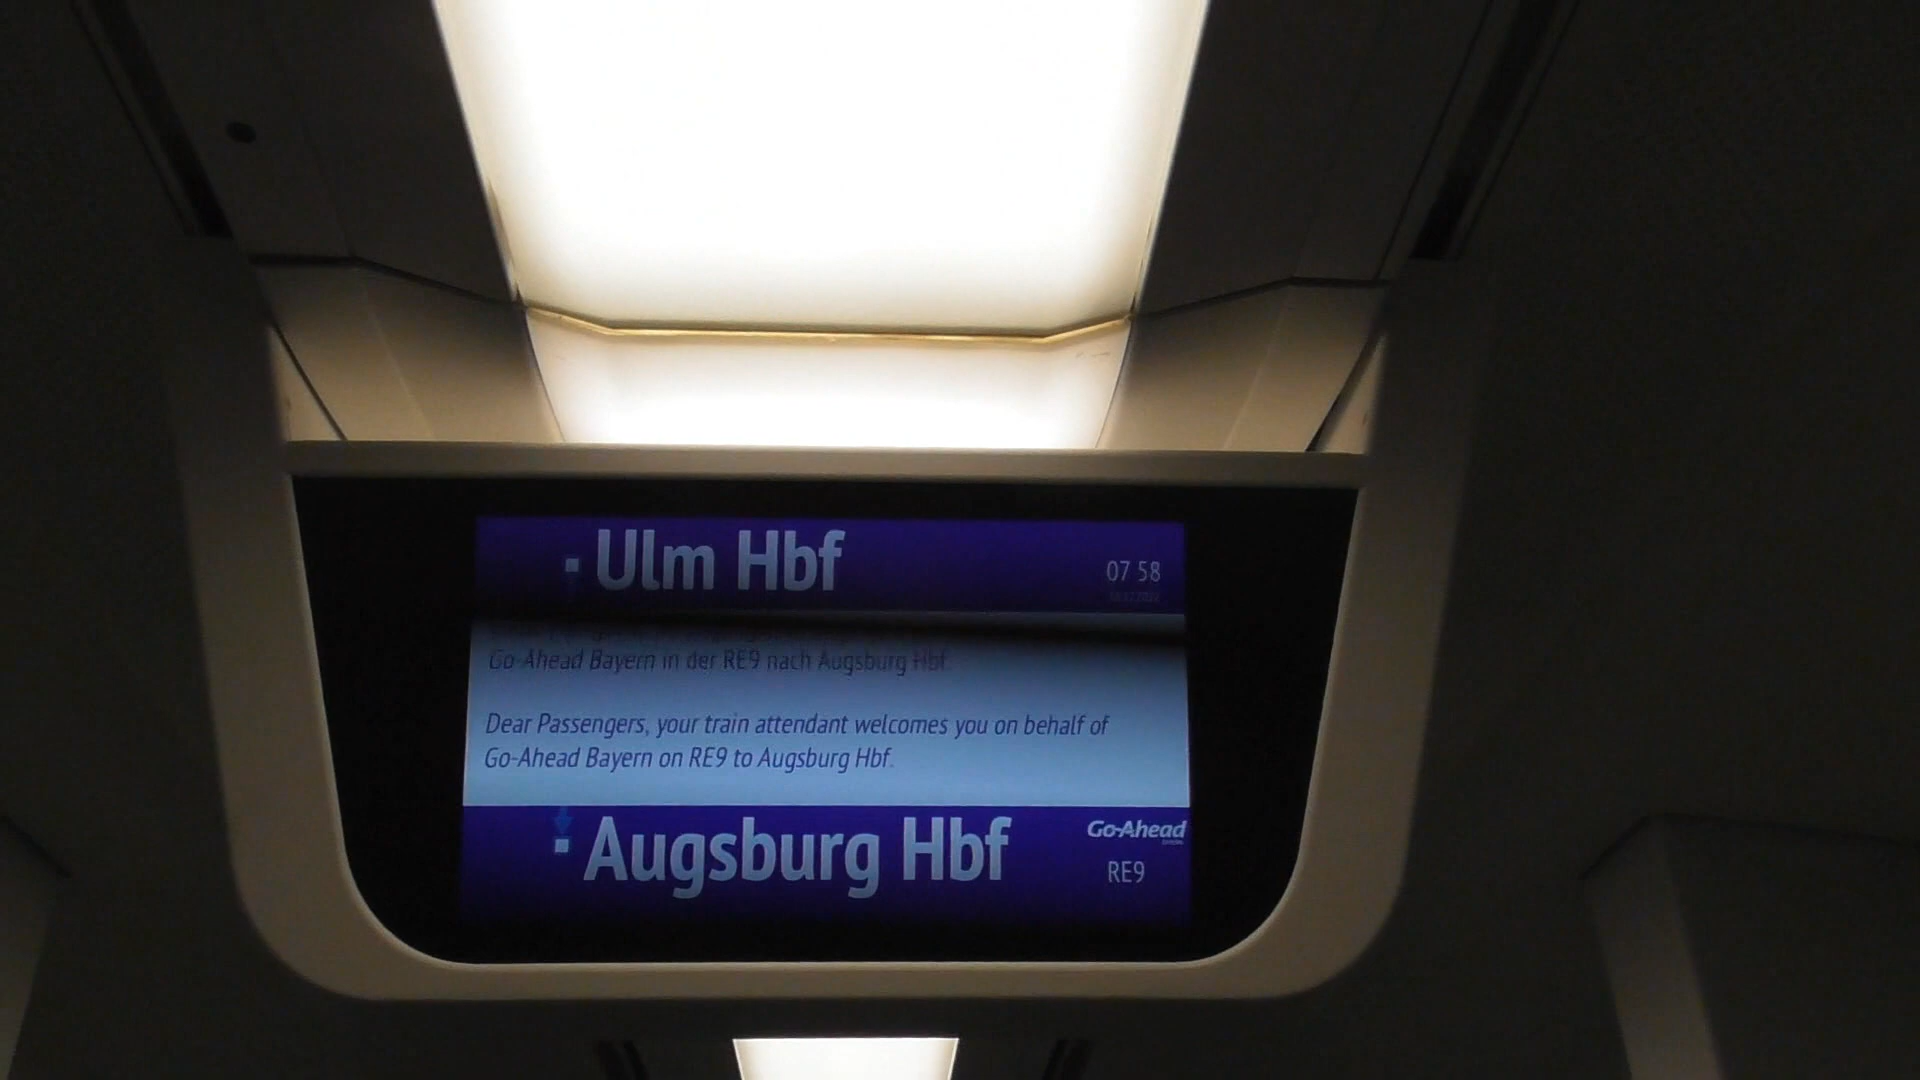 Ulm Hbf
07 58
Go-Ahead Bayern in der RE9 nach Augsburg Hbf.
Dear Passengers, your train attendant welcomes you on behalf of
Go-Ahead Bayern on RE9 to Augsburg Hbf.
Augsburg Hbf
Go-Ahead
RE9